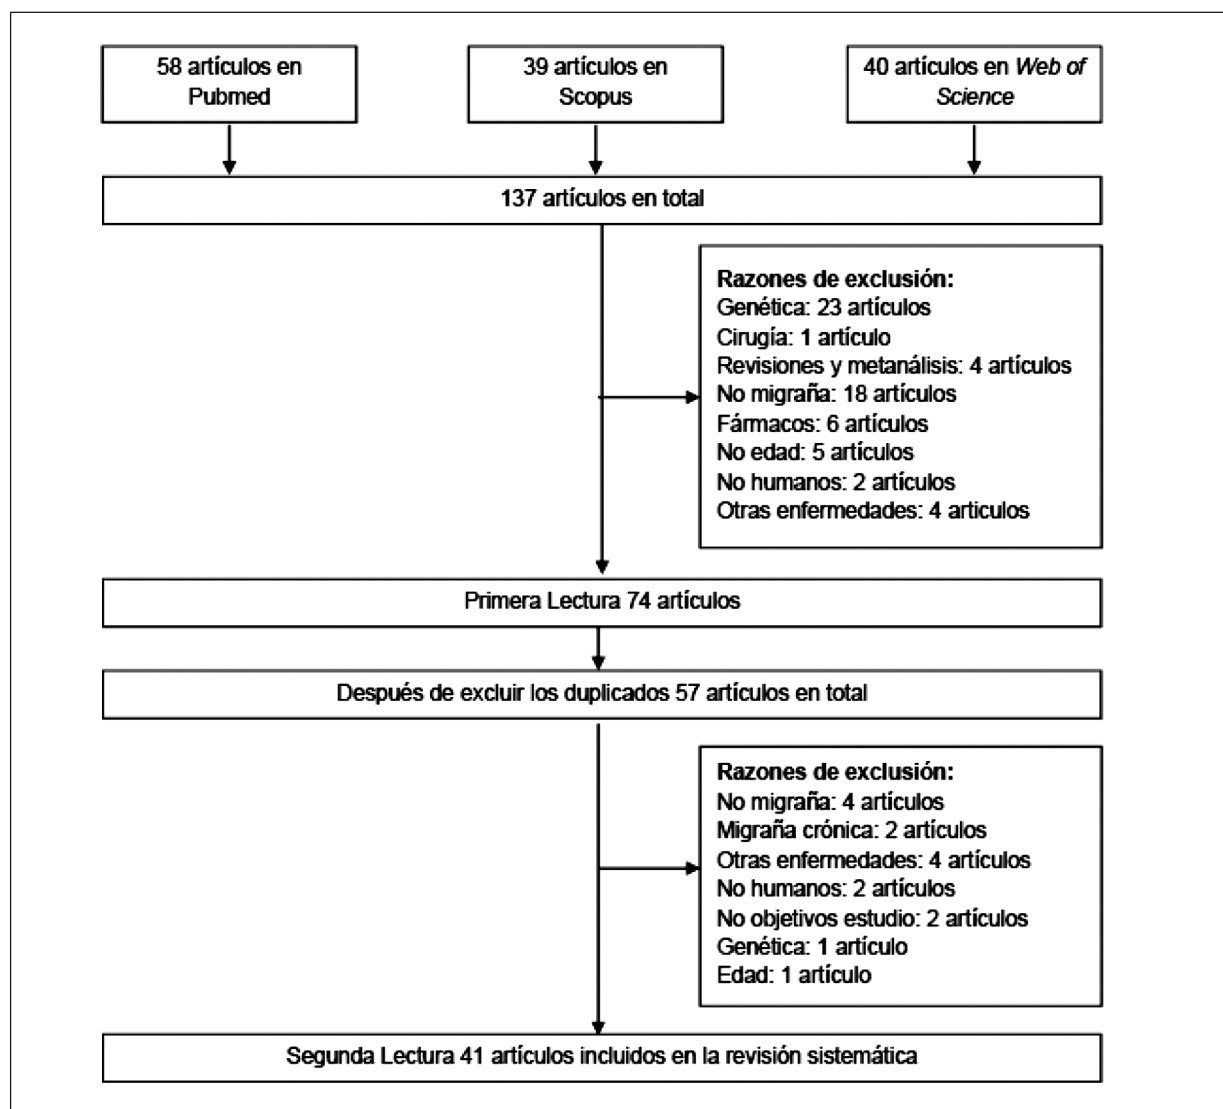 58 artículos en
Pubmed
39 artículos en
Scopus
40 artículos en Web of
Science
137 artículos en total
Razones de exclusión:
Genética: 23 artículos
Cirugía: 1 artículo
Revisiones y metanálisis: 4 artículos
No migraña: 18 artículos
Fármacos: 6 artículos
No edad: 5 artículos
No humanos: 2 artículos
Otras enfermedades: 4 articulos
Primera Lectura 74 artículos
Después de excluir los duplicados 57 artículos en total
Razones de exclusión:
No migraña: 4 artículos
Migraña crónica: 2 artículos
Otras enfermedades: 4 artículos
No humanos: 2 artículos
No objetivos estudio: 2 artículos
Genética: 1 artículo
Edad: 1 artículo
Segunda Lectura 41 artículos incluidos en la revisión sistemática